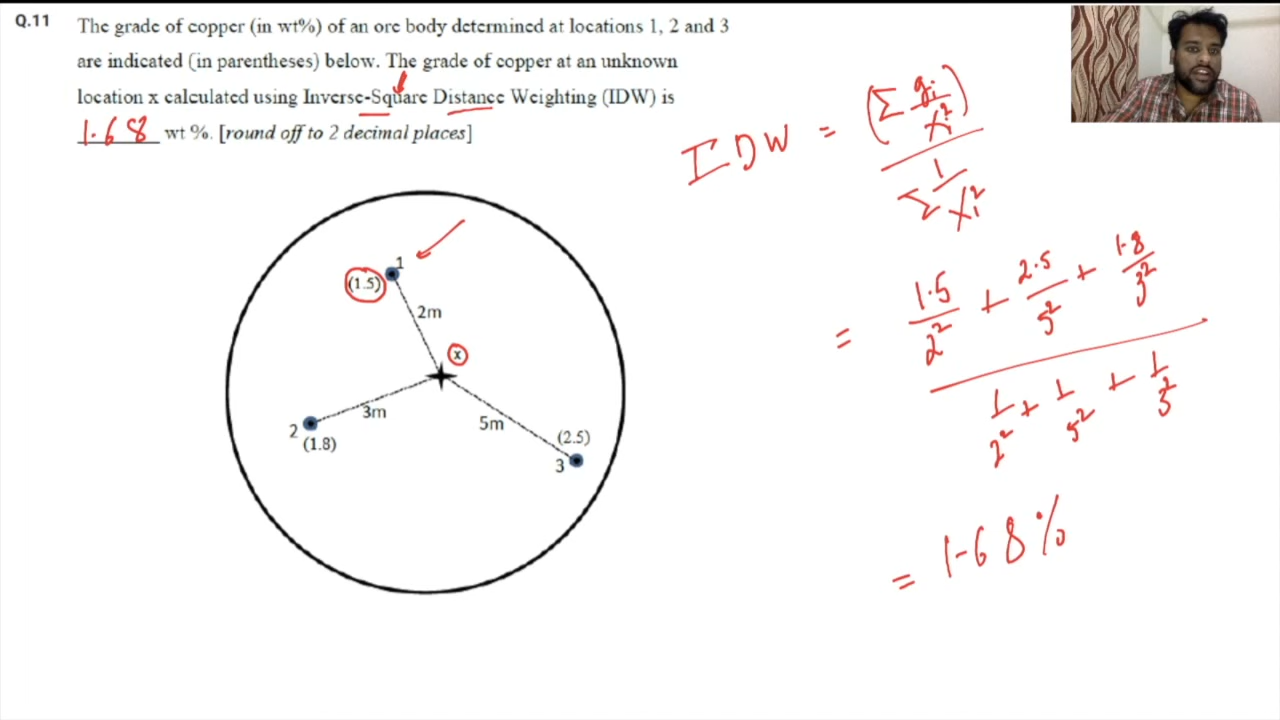 Q.11 The grade of copper (in wt%) of an ore body determined at locations 1, 2 and 3
are indicated (in parentheses) below. The grade of copper at an unknown
location x calculated using Inverse-Square Distance Weighting (IDW) is
1.68 wt %. [round off to 2 decimal places]
1
(1.5)
2m
x
3m
2
(1.8)
5m
(2.5)
3
IDW = (Σ gi/xi²) / Σ 1/xi²
= (1.5/2² + 2.5/5² + 1.8/3²) / (1/2² + 1/5² + 1/3²)
= 1.68%